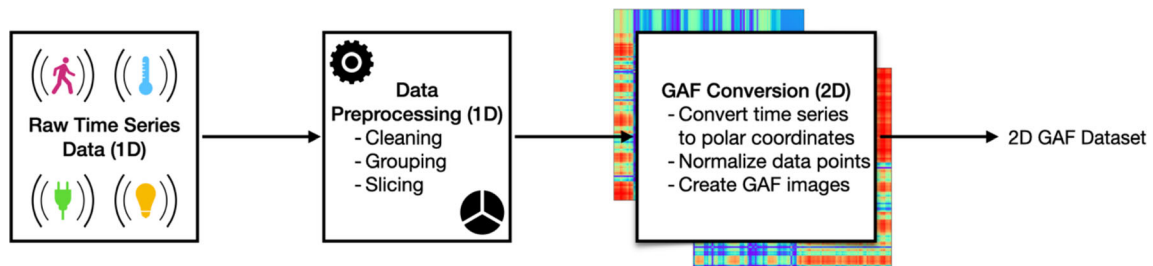 Raw Time Series
Data (1D)
Data
Preprocessing (1D)
- Cleaning
- Grouping
- Slicing
GAF Conversion (2D)
- Convert time series
to polar coordinates
- Normalize data points
- Create GAF images
2D GAF Dataset